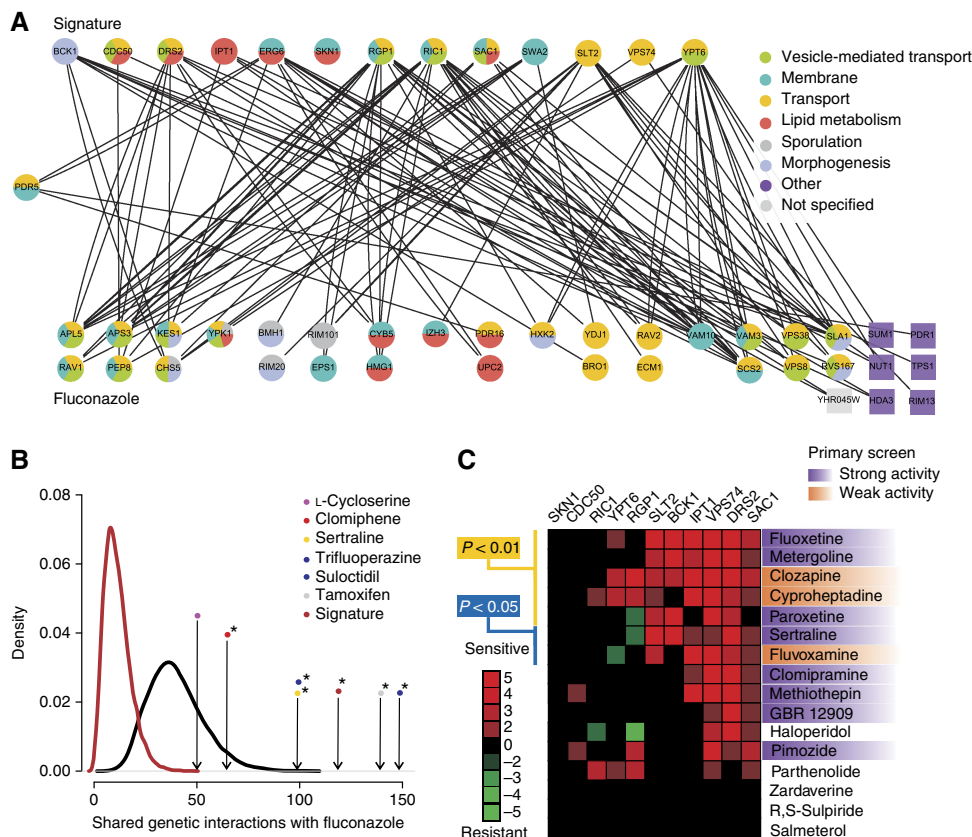 A
Signature
BCK1 CDC50 DRS2 IPT1 ERG6 SKN1 RGP1 RIC1 SAC1 SWA2 SLT2 VPS74 YPT6
Vesicle-mediated transport
Membrane
Transport
Lipid metabolism
Sporulation
Morphogenesis
Other
Not specified
PDR5
APL5 APS3 KES1 YPK1 BMH1 RIM101 CYB5 IZH3 PDR16 HXK2 YDJ1 RAV2 VAM10 VAM3 VPS38 SLA1 SUM1 PDR1
RAV1 PEP8 CHS5 RIM20 EPS1 HMG1 UPC2 BRO1 ECM1 SCS2 VPS8 RVS167 NUT1 TPS1
YHR045W HDA3 RIM13
Fluconazole
B
0.08
0.06
0.04
0.02
0.00
Density
0 50 100 150
Shared genetic interactions with fluconazole
L-Cycloserine
Clomiphene
Sertraline
Trifluoperazine
Suloctidil
Tamoxifen
Signature
*
*
*
*
*
*
C
Primary screen
Strong activity
Weak activity
SKN1 CDC50 RIC1 YPT6 RGP1 SLT2 BCK1 IPT1 VPS74 DRS2 SAC1
P < 0.01
P < 0.05
Sensitive
5
4
3
2
0
−2
−3
−4
−5
Resistant
Fluoxetine
Metergoline
Clozapine
Cyproheptadine
Paroxetine
Sertraline
Fluvoxamine
Clomipramine
Methiothepin
GBR 12909
Haloperidol
Pimozide
Parthenolide
Zardaverine
R,S-Sulpiride
Salmeterol